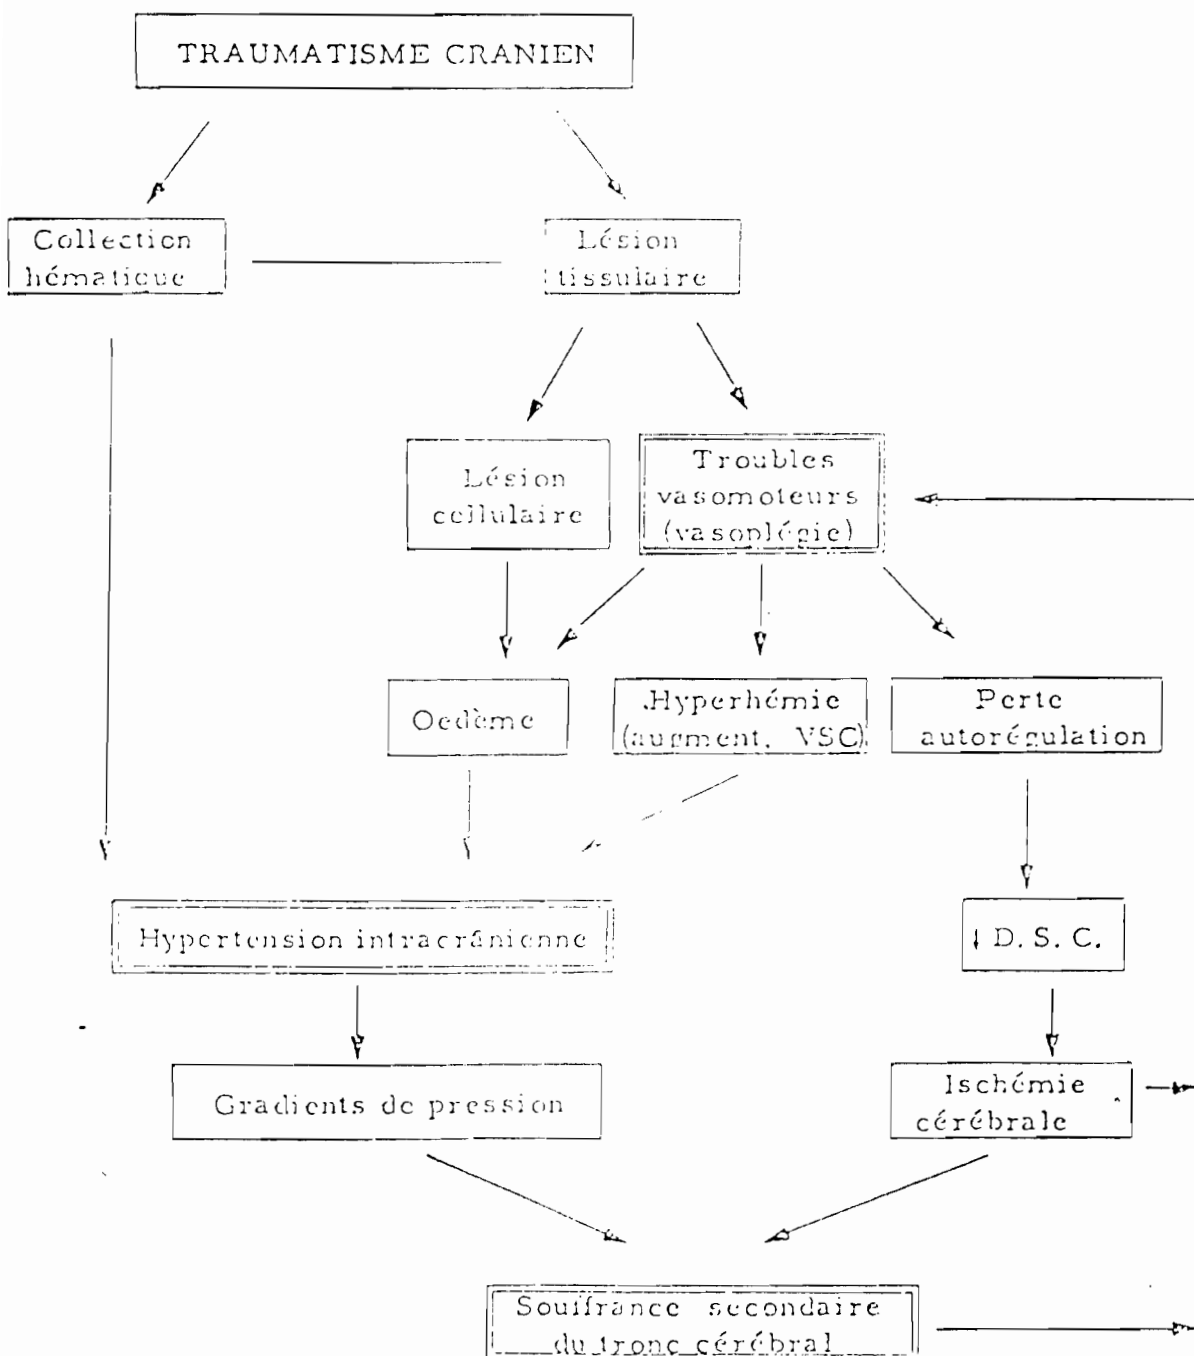 TRAUMATISME CRANIEN
Collection
hématique
Lésion
tissulaire
Lésion
cellulaire
Troubles
vasomoteurs
(vasoplégie)
Oedème
Hyperhémie
(augment. VSC)
Perte
autorégulation
Hypertension intracrânienne
↓ D. S. C.
Gradients de pression
Ischémie
cérébrale
Souffrance secondaire
du tronc cérébral